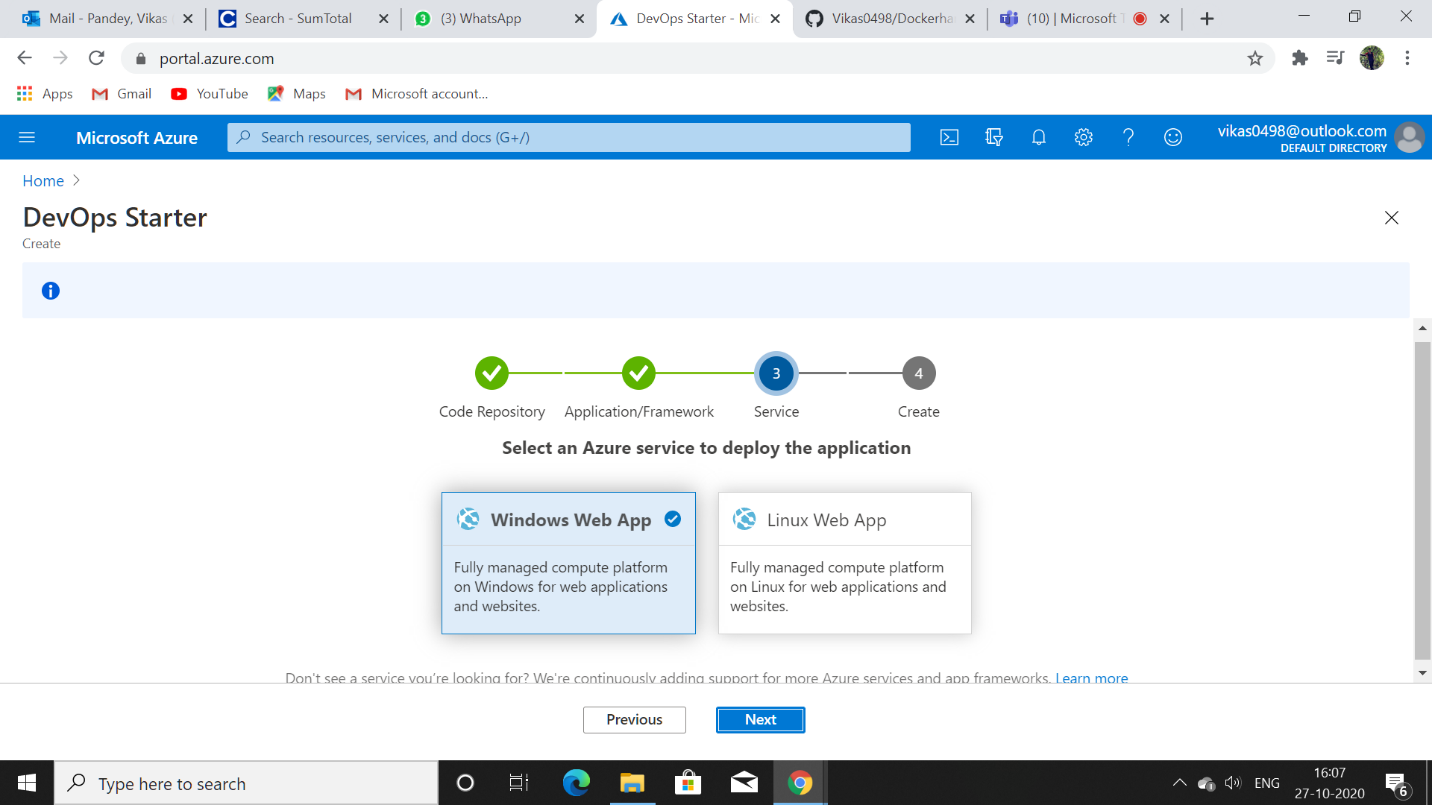 Mail - Pandey, Vikas
Search - SumTotal
3
(3) WhatsApp
DevOps Starter - Mic
Vikas0498/Dockerha
(10) | Microsoft T
portal.azure.com
Apps
Gmail
YouTube
Maps
Microsoft account...
Microsoft Azure
Search resources, services, and docs (G+/)
vikas0498@outlook.com
DEFAULT DIRECTORY
Home
DevOps Starter
Create
3
4
Code Repository
Application/Framework
Service
Create
Select an Azure service to deploy the application
Windows Web App
Fully managed compute platform
on Windows for web applications
and websites.
Linux Web App
Fully managed compute platform
on Linux for web applications and
websites.
Don't see a service you're looking for? We're continuously adding support for more Azure services and app frameworks. Learn more
Previous
Next
Type here to search
ENG
16:07
27-10-2020
6